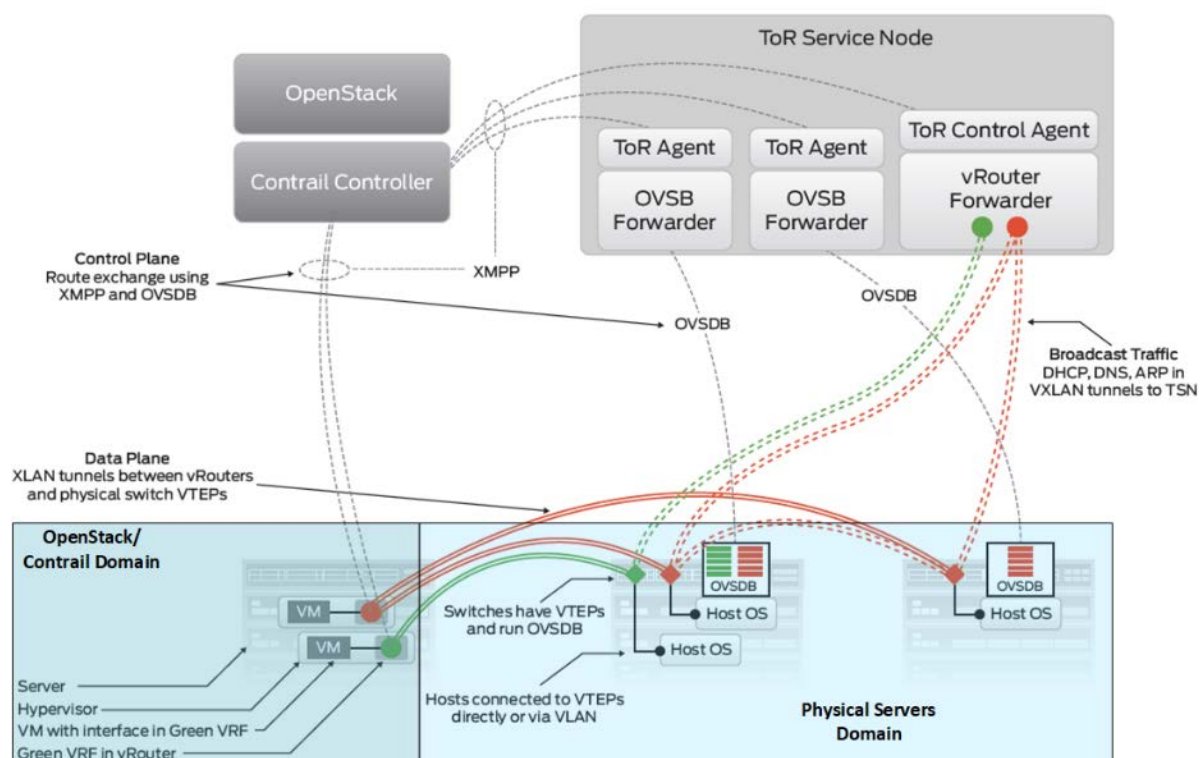 ToR Service Node
OpenStack
Contrail Controller
ToR Agent
OVSB
Forwarder
ToR Agent
OVSB
Forwarder
ToR Control Agent
vRouter
Forwarder
Control Plane
Route exchange using
XMPP and OVSDB
XMPP
OVSDB
OVSDB
Broadcast Traffic
DHCP, DNS, ARP in
VXLAN tunnels to TSN
Data Plane
XLAN tunnels between vRouters
and physical switch VTEPs
OpenStack/
Contrail Domain
VM
VM
Server
Hypervisor
VM with interface in Green VRF
Green VRF in vRouter
Switches have VTEPs
and run OVSDB
Hosts connected to VTEPs
directly or via VLAN
OVSDB
Host OS
Host OS
OVSDB
Host OS
Physical Servers
Domain